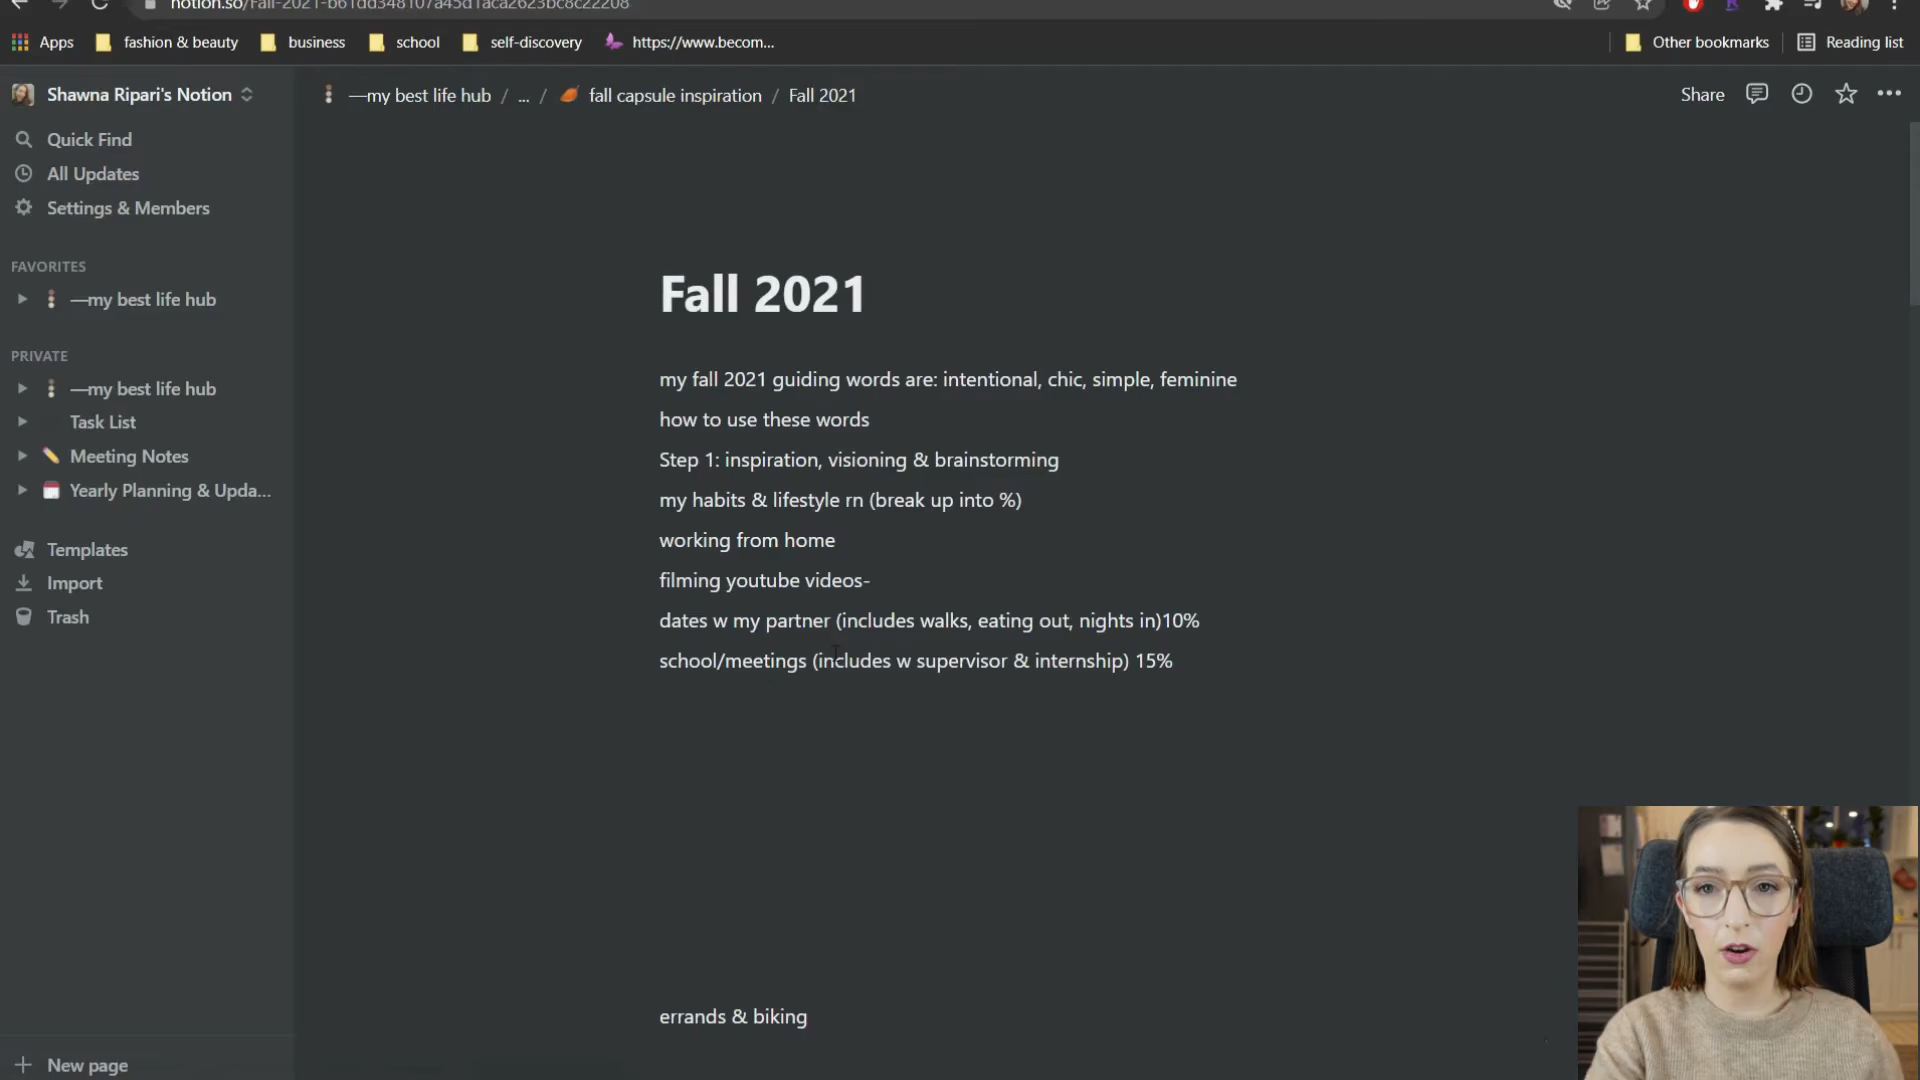 notion.so/Fall-2021-b61dd348107a45d1aca2623bc8c22208
Apps
fashion & beauty
business
school
self-discovery
https://www.becom...
Other bookmarks
Reading list
Shawna Ripari's Notion
—my best life hub / ... / fall capsule inspiration / Fall 2021
Share
Quick Find
All Updates
Settings & Members
FAVORITES
—my best life hub
PRIVATE
—my best life hub
Task List
Meeting Notes
Yearly Planning & Upda...
Templates
Import
Trash
New page
Fall 2021
my fall 2021 guiding words are: intentional, chic, simple, feminine
how to use these words
Step 1: inspiration, visioning & brainstorming
my habits & lifestyle rn (break up into %)
working from home
filming youtube videos-
dates w my partner (includes walks, eating out, nights in)10%
school/meetings (includes w supervisor & internship) 15%
errands & biking